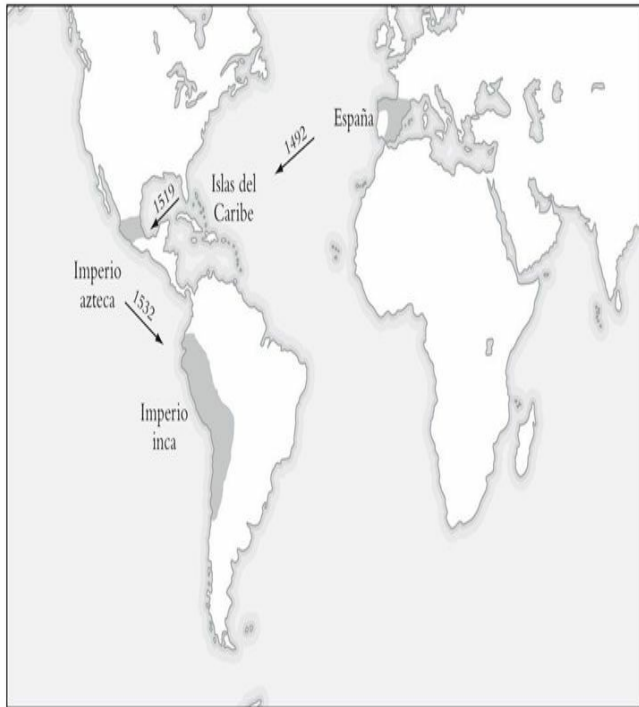 España
1492
1519
Islas del
Caribe
Imperio
azteca
1532
Imperio
inca